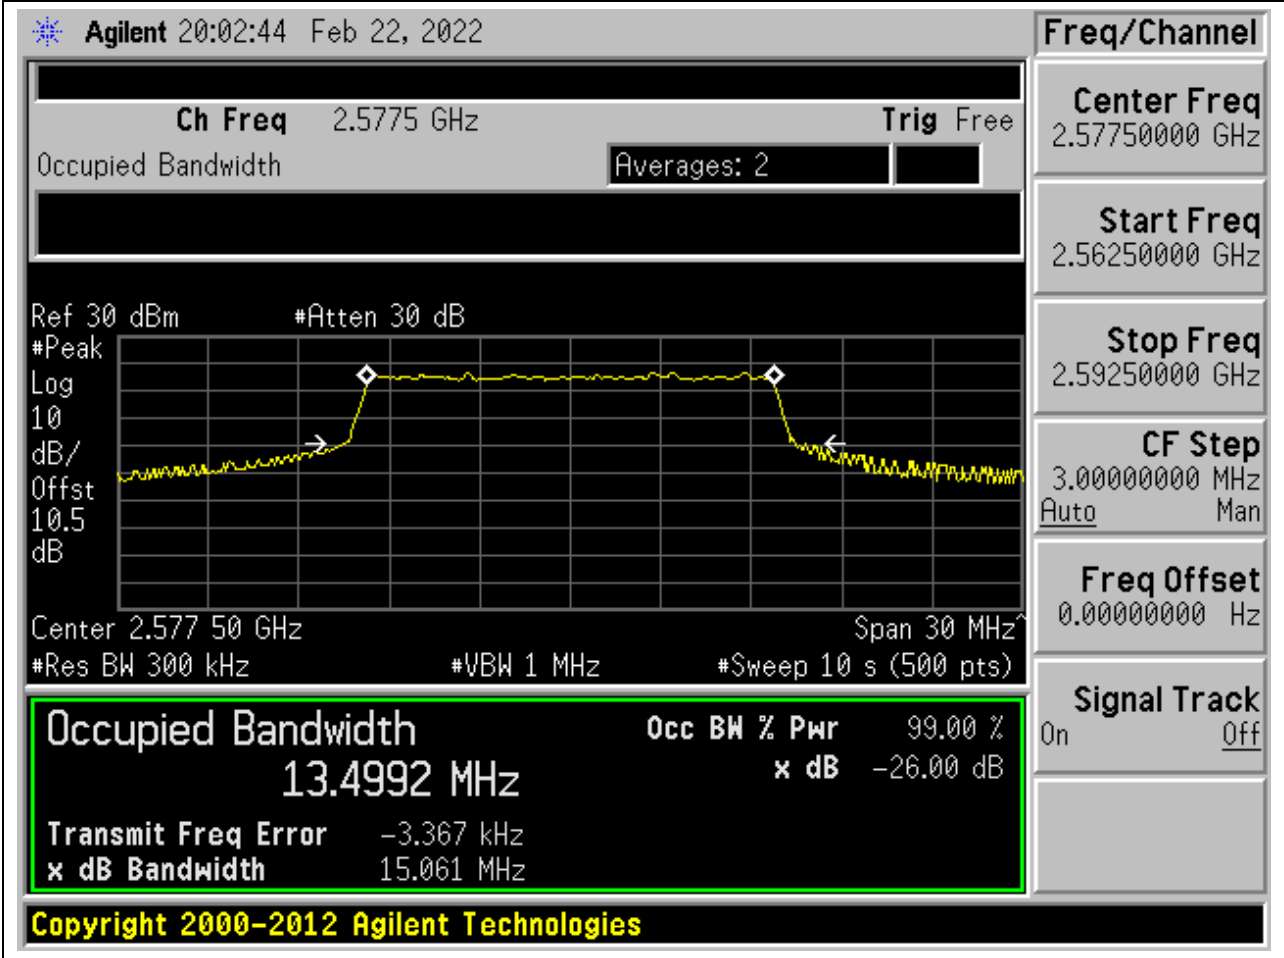 Agilent 20:02:44 Feb 22, 2022
Freq/Channel
Ch Freq 2.5775 GHz Trig Free
Occupied Bandwidth Averages: 2
Ref 30 dBm #Atten 30 dB
#Peak
Log
10
dB/
Offst
10.5
dB
Center 2.577 50 GHz Span 30 MHz^
#Res BW 300 kHz #VBW 1 MHz #Sweep 10 s (500 pts)
Occupied Bandwidth Occ BW % Pwr 99.00 %
13.4992 MHz x dB -26.00 dB
Transmit Freq Error -3.367 kHz
x dB Bandwidth 15.061 MHz
Center Freq
2.57750000 GHz
Start Freq
2.56250000 GHz
Stop Freq
2.59250000 GHz
CF Step
3.00000000 MHz
Auto Man
Freq Offset
0.00000000 Hz
Signal Track
On Off
Copyright 2000-2012 Agilent Technologies